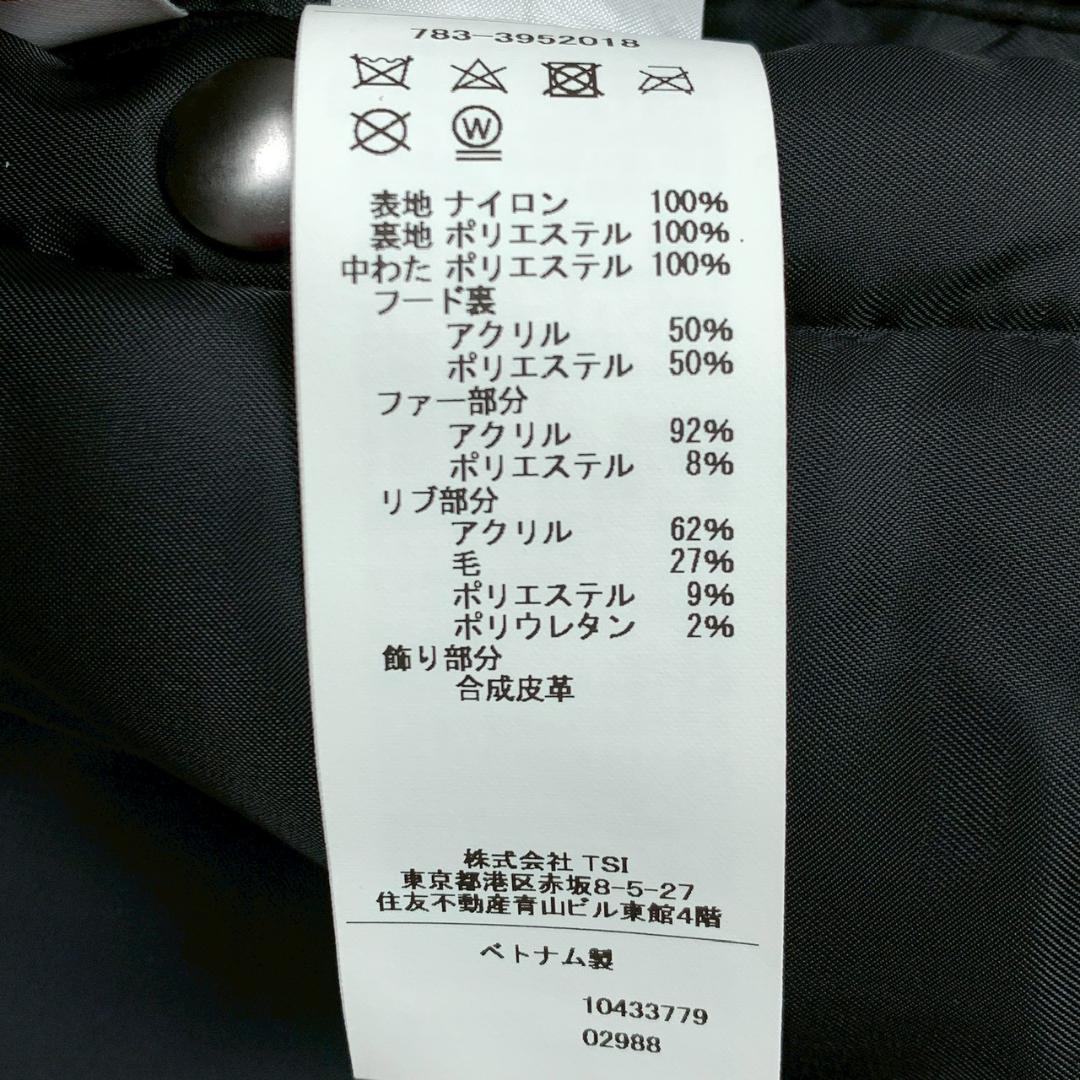 783-3952018
W
表地 ナイロン 100%
裏地 ポリエステル 100%
中わた ポリエステル 100%
フード裏
アクリル 50%
ポリエステル 50%
ファー部分
アクリル 92%
ポリエステル 8%
リブ部分
アクリル 62%
毛 27%
ポリエステル 9%
ポリウレタン 2%
飾り部分
合成皮革
株式会社 TSI
東京都港区赤坂8-5-27
住友不動産青山ビル東館4階
ベトナム製
10433779
02988